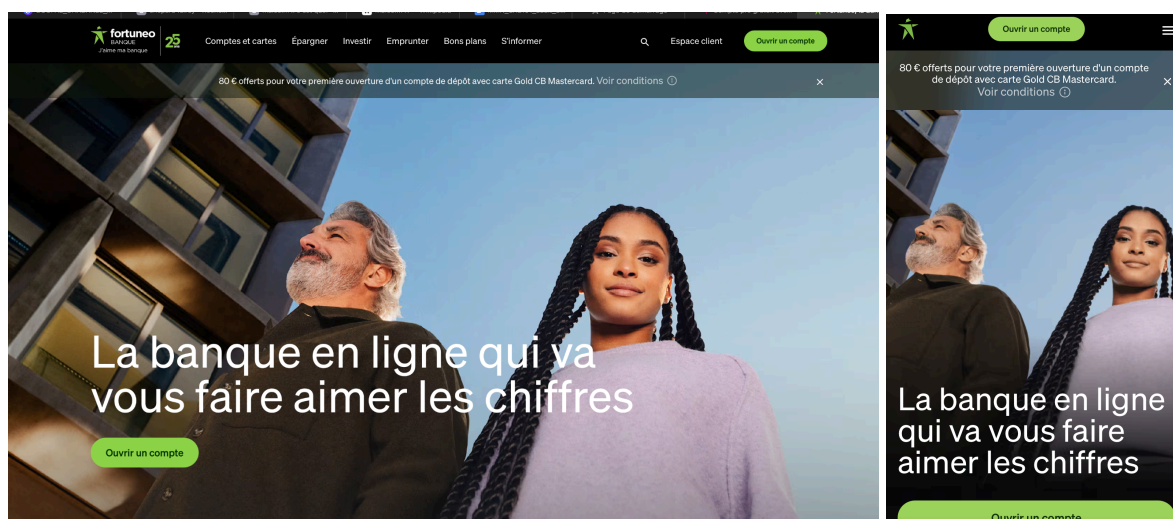 fortuneo
BANQUE
J'aime ma banque
25
Comptes et cartes Épargner Investir Emprunter Bons plans S'informer
Espace client
Ouvrir un compte
80 € offerts pour votre première ouverture d'un compte de dépôt avec carte Gold CB Mastercard. Voir conditions
La banque en ligne qui va
vous faire aimer les chiffres
Ouvrir un compte
Ouvrir un compte
80 € offerts pour votre première ouverture d'un compte
de dépôt avec carte Gold CB Mastercard.
Voir conditions
La banque en ligne
qui va vous faire
aimer les chiffres
Ouvrir un compte